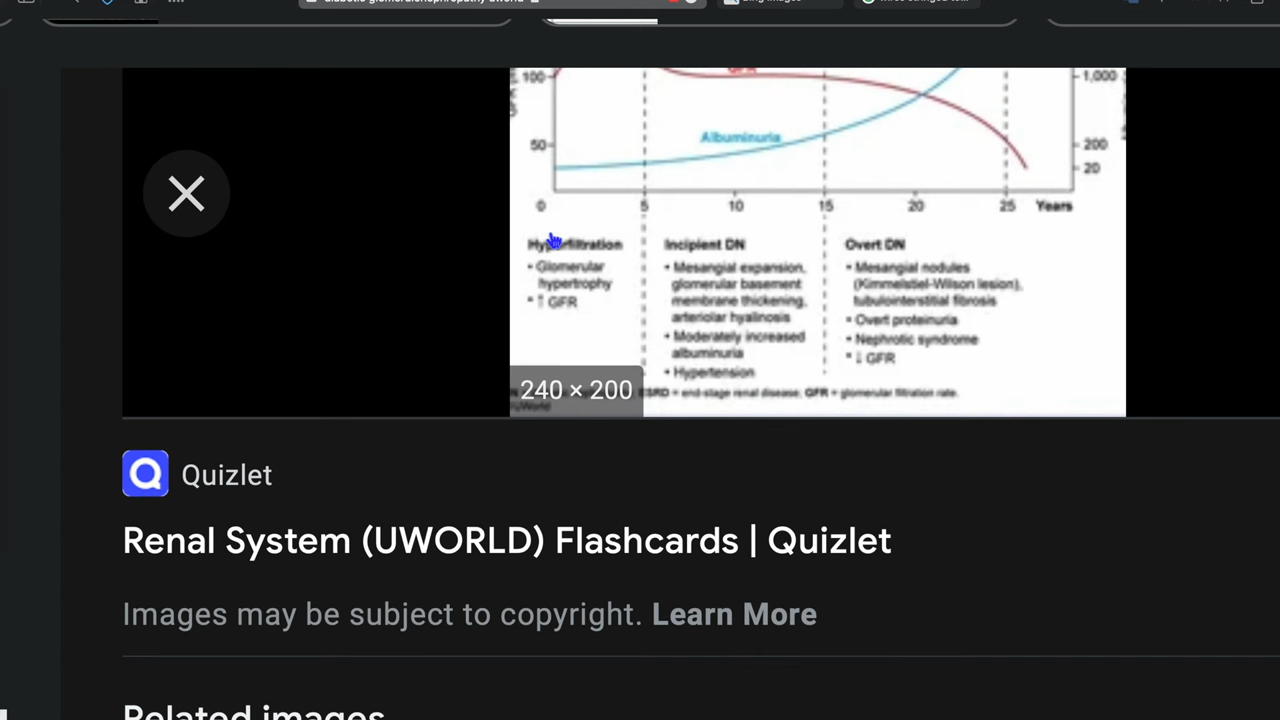 diabetic glomerulonephropathy uworld
100
GFR
1,000
Albuminuria
50
200
20
0 5 10 15 20 25 Years
Hyperfiltration
• Glomerular
hypertrophy
• ↑ GFR
Incipient DN
• Mesangial expansion,
glomerular basement
membrane thickening,
arteriolar hyalinosis
• Moderately increased
albuminuria
• Hypertension
Overt DN
• Mesangial nodules
(Kimmelstiel-Wilson lesion),
tubulointerstitial fibrosis
• Overt proteinuria
• Nephrotic syndrome
• ↓ GFR
240 × 200
ESRD = end-stage renal disease; GFR = glomerular filtration rate.
Quizlet
Renal System (UWORLD) Flashcards | Quizlet
Images may be subject to copyright. Learn More
Related images